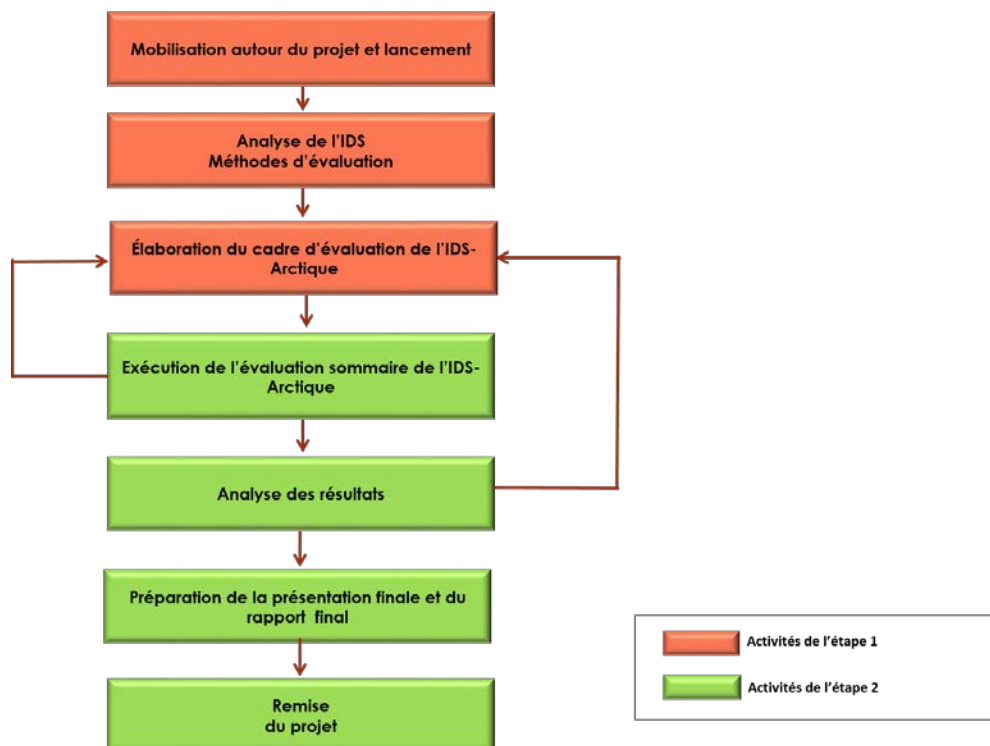 Mobilisation autour du projet et lancement
Analyse de l'IDS
Méthodes d'évaluation
Élaboration du cadre d'évaluation de l'IDS-
Arctique
Exécution de l'évaluation sommaire de l'IDS-
Arctique
Analyse des résultats
Préparation de la présentation finale et du
rapport final
Remise
du projet
Activités de l'étape 1
Activités de l'étape 2